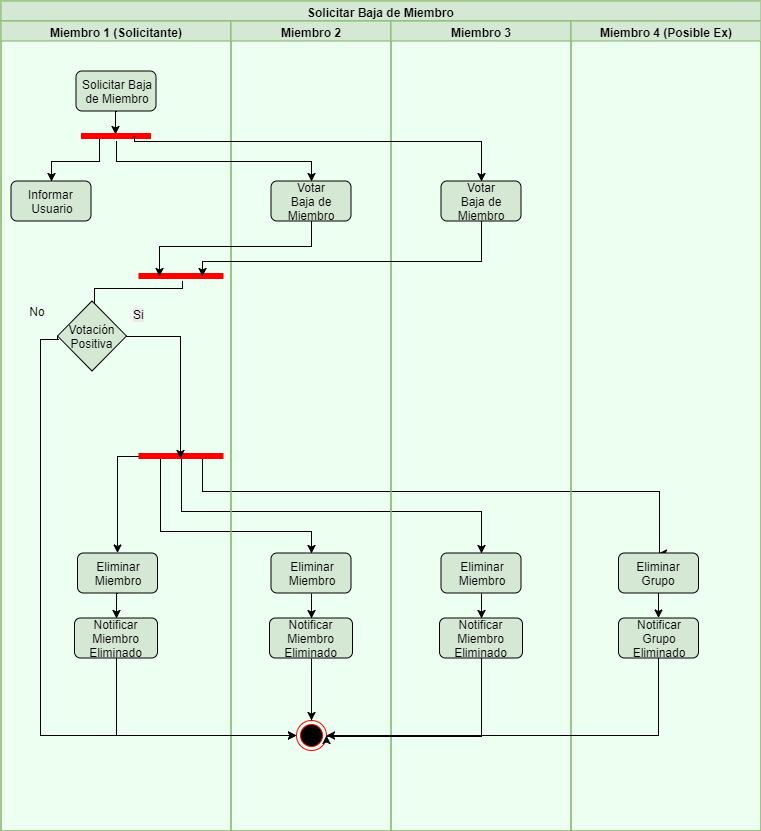 Solicitar Baja de Miembro
Miembro 1 (Solicitante)
Miembro 2
Miembro 3
Miembro 4 (Posible Ex)
Solicitar Baja
de Miembro
Informar
Usuario
Votar
Baja de
Miembro
Votar
Baja de
Miembro
No
Si
Votación
Positiva
Eliminar
Miembro
Eliminar
Miembro
Eliminar
Miembro
Eliminar
Grupo
Notificar
Miembro
Eliminado
Notificar
Miembro
Eliminado
Notificar
Miembro
Eliminado
Notificar
Grupo
Eliminado